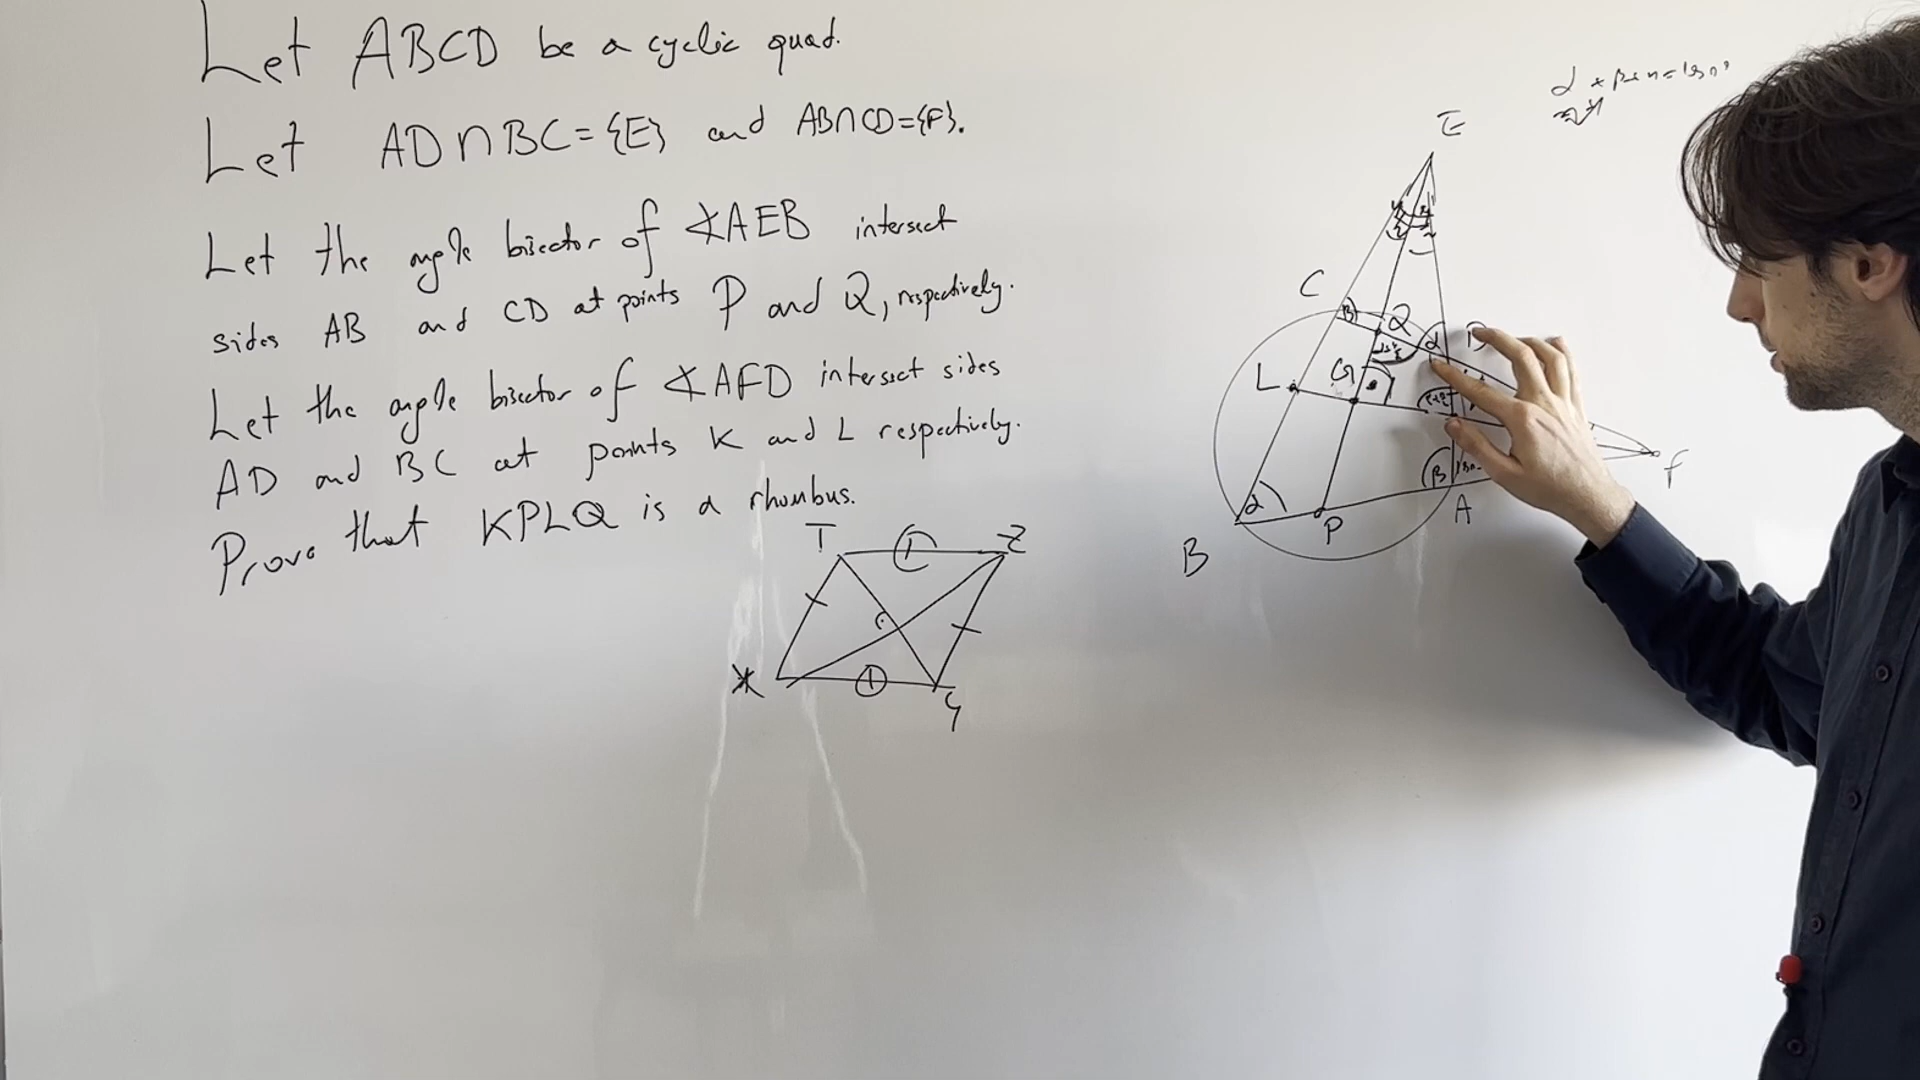 Let ABCD be a cyclic quad.
Let AD∩BC={E} and AB∩CD={F}.
Let the angle bisector of ∢AEB intersect
sides AB and CD at points P and Q, respectively.
Let the angle bisector of ∢AFD intersect sides
AD and BC at points K and L respectively.
Prove that KPLQ is a rhombus.
T
Z
X
Y
E
C
Q
α
L
G
β
F
α
B
P
A